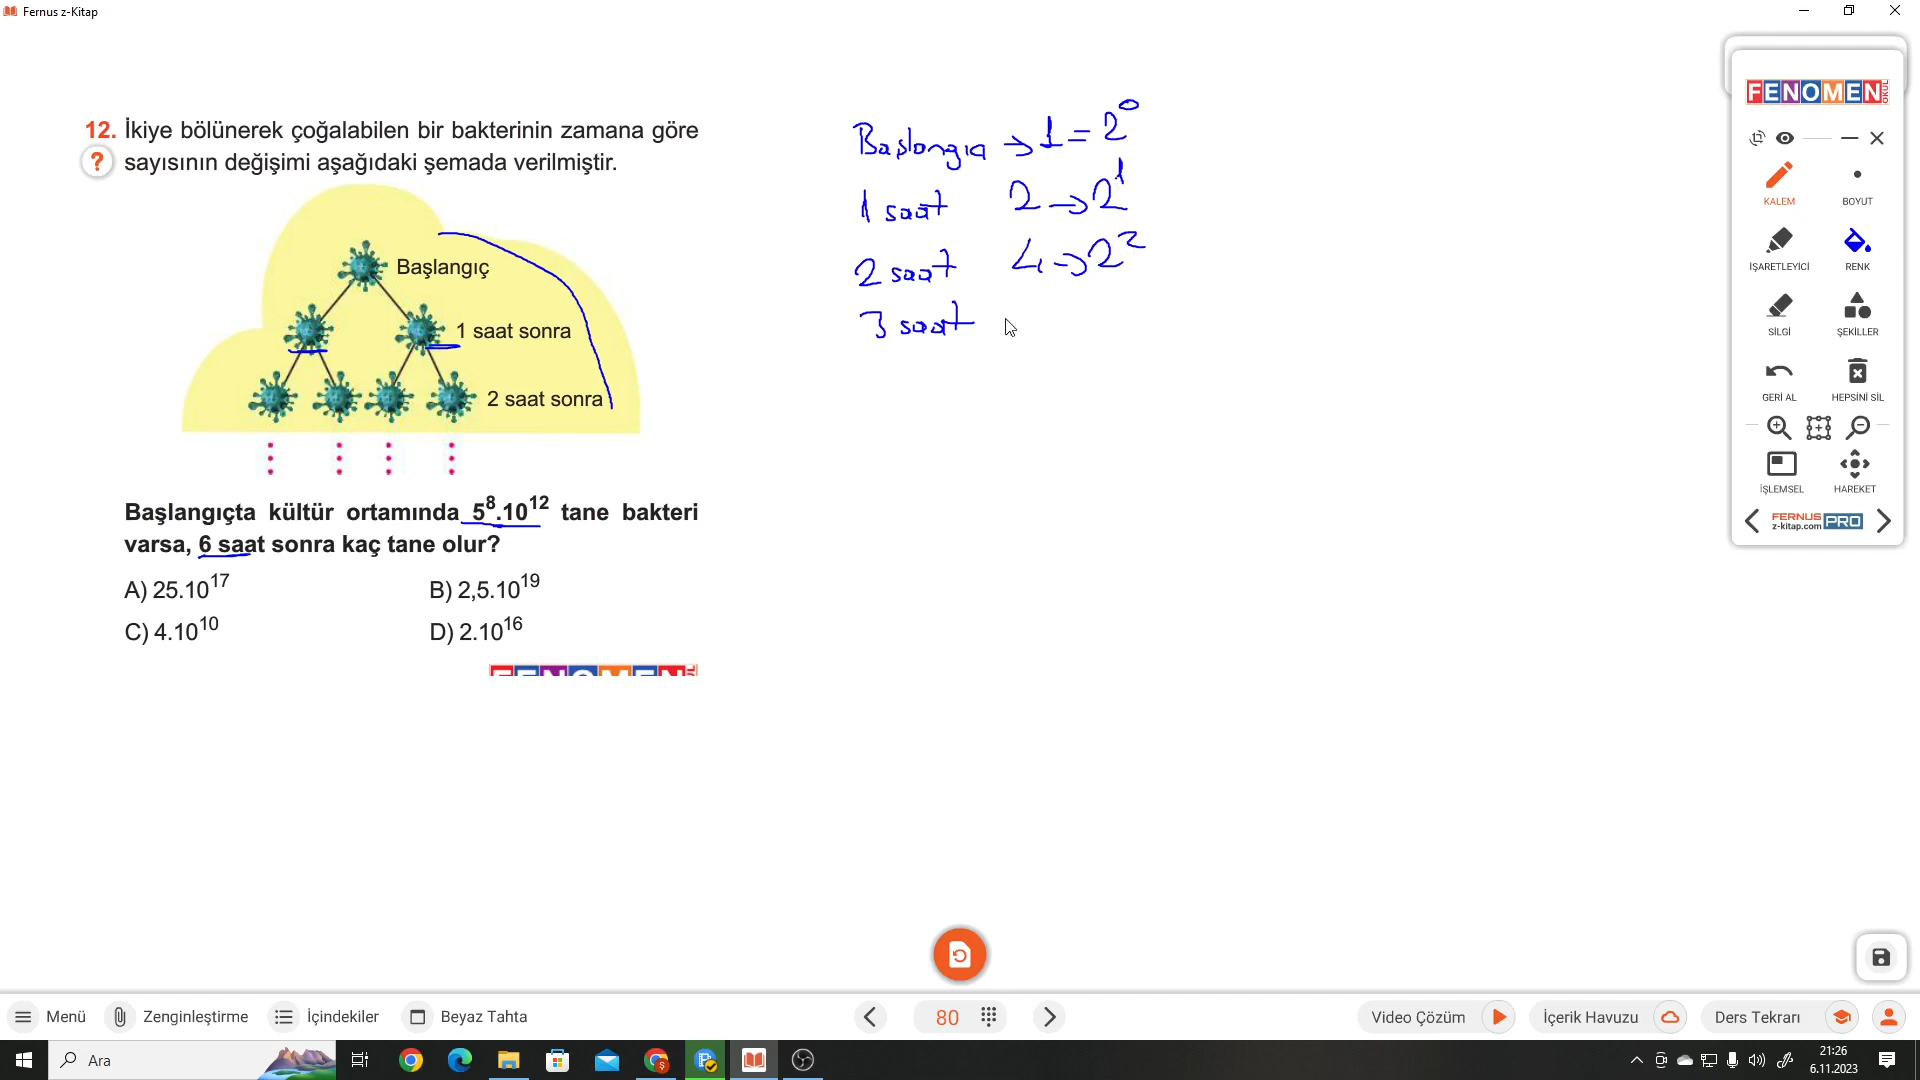 Fernus z-Kitap
12. İkiye bölünerek çoğalabilen bir bakterinin zamana göre
? sayısının değişimi aşağıdaki şemada verilmiştir.
Başlangıç
1 saat sonra
2 saat sonra
Başlangıçta kültür ortamında 5⁸.10¹² tane bakteri
varsa, 6 saat sonra kaç tane olur?
A) 25.10¹⁷ B) 2,5.10¹⁹
C) 4.10¹⁰ D) 2.10¹⁶
FENOMEN
Başlangıç → 1 = 2⁰
1 saat 2 → 2¹
2 saat 4 → 2²
3 saat
FENOMEN OKUL
KALEM BOYUT
İŞARETLEYİCİ RENK
SİLGİ ŞEKİLLER
GERİ AL HEPSİNİ SİL
İŞLEMSEL HAREKET
FERNUS
z-kitap.com PRO
Menü Zenginleştirme İçindekiler Beyaz Tahta 80 Video Çözüm İçerik Havuzu Ders Tekrarı
Ara
21:26
6.11.2023